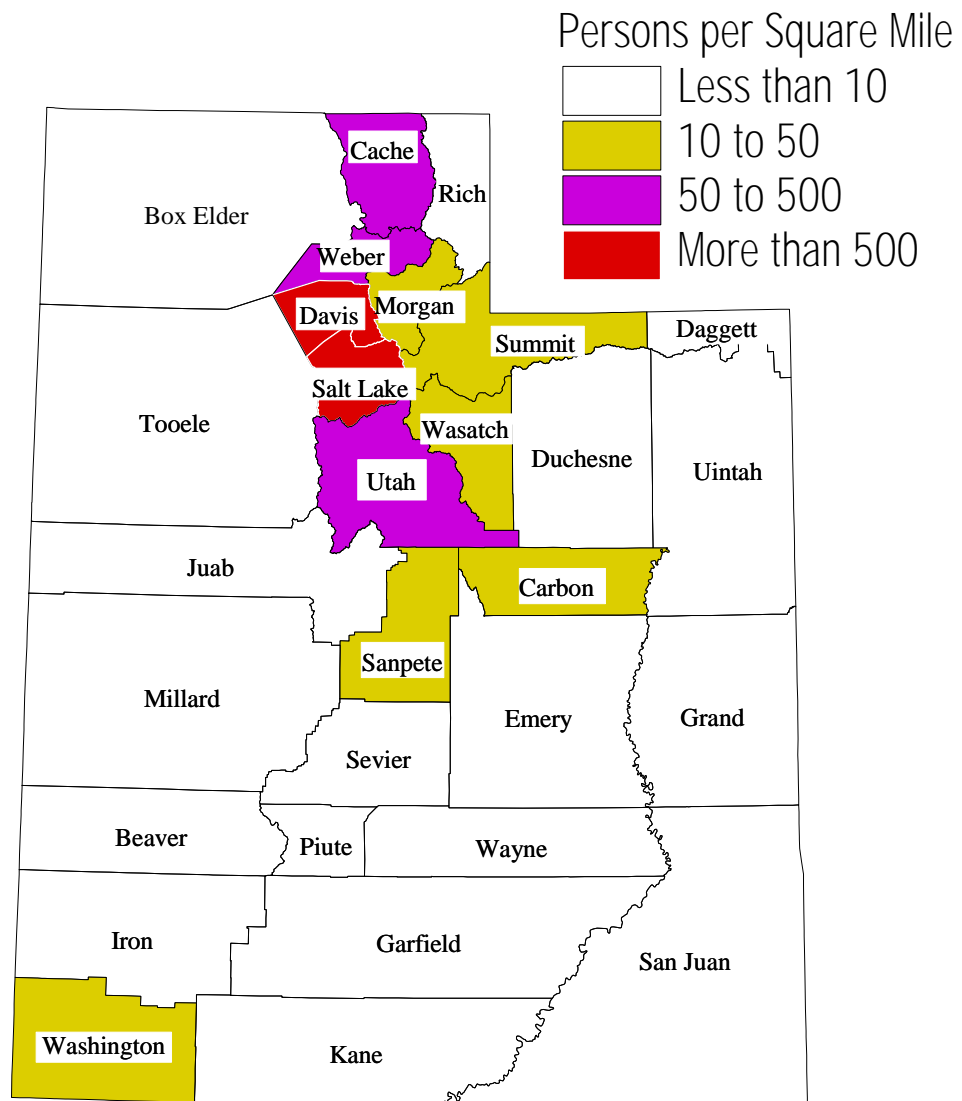 Persons per Square Mile
Less than 10
10 to 50
50 to 500
More than 500
Cache
Rich
Box Elder
Weber
Morgan
Davis
Daggett
Summit
Salt Lake
Tooele
Wasatch
Duchesne
Uintah
Utah
Juab
Carbon
Sanpete
Millard
Emery
Grand
Sevier
Beaver
Piute
Wayne
Iron
Garfield
San Juan
Washington
Kane